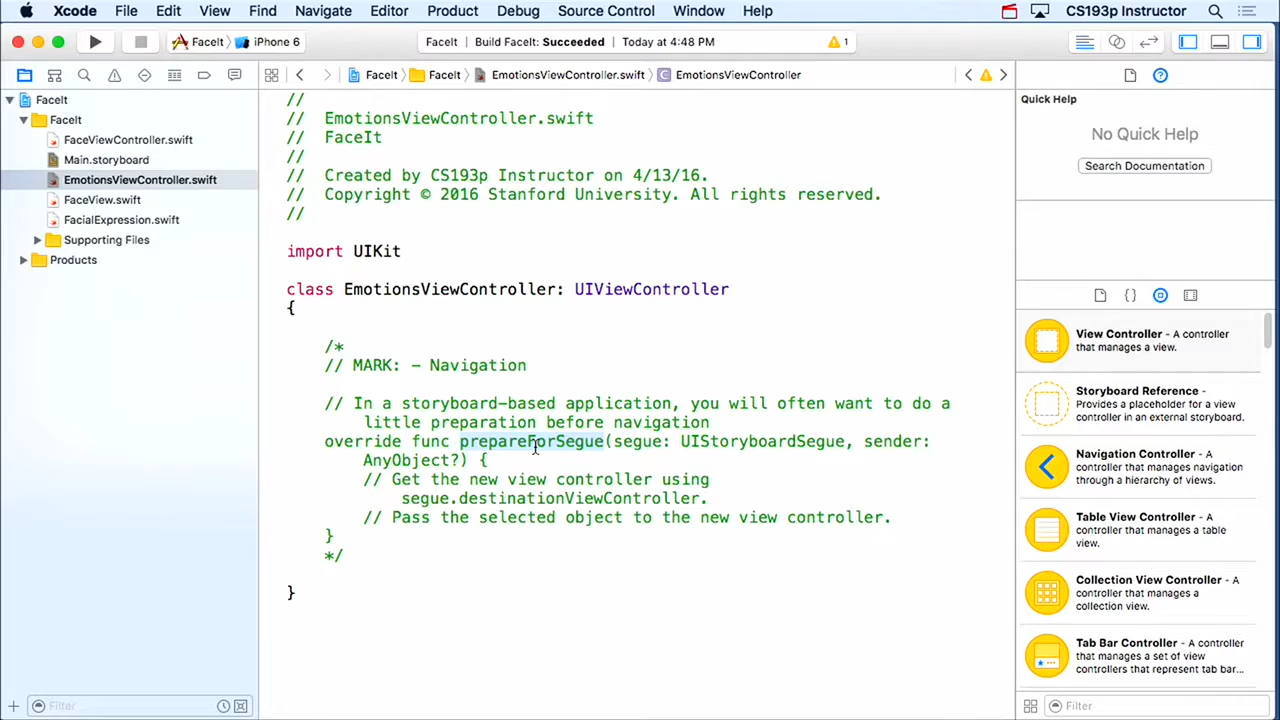 Xcode File Edit View Find Navigate Editor Product Debug Source Control Window Help CS193p Instructor
FaceIt iPhone 6 FaceIt Build FaceIt: Succeeded Today at 4:48 PM 1
FaceIt FaceIt EmotionsViewController.swift C EmotionsViewController
FaceIt
FaceIt
FaceViewController.swift
Main.storyboard
EmotionsViewController.swift
FaceView.swift
FacialExpression.swift
Supporting Files
Products
Filter
//
// EmotionsViewController.swift
// FaceIt
//
// Created by CS193p Instructor on 4/13/16.
// Copyright © 2016 Stanford University. All rights reserved.
//
import UIKit
class EmotionsViewController: UIViewController
{
/*
// MARK: - Navigation
// In a storyboard-based application, you will often want to do a
little preparation before navigation
override func prepareForSegue(segue: UIStoryboardSegue, sender:
AnyObject?) {
// Get the new view controller using
segue.destinationViewController.
// Pass the selected object to the new view controller.
}
*/
}
Quick Help
No Quick Help
Search Documentation
View Controller - A controller
that manages a view.
Storyboard Reference -
Provides a placeholder for a view
controller in an external storyboard.
Navigation Controller - A
controller that manages navigation
through a hierarchy of views.
Table View Controller - A
controller that manages a table
view.
Collection View Controller - A
controller that manages a
collection view.
Tab Bar Controller - A controller
that manages a set of view
controllers that represent tab bar...
Filter